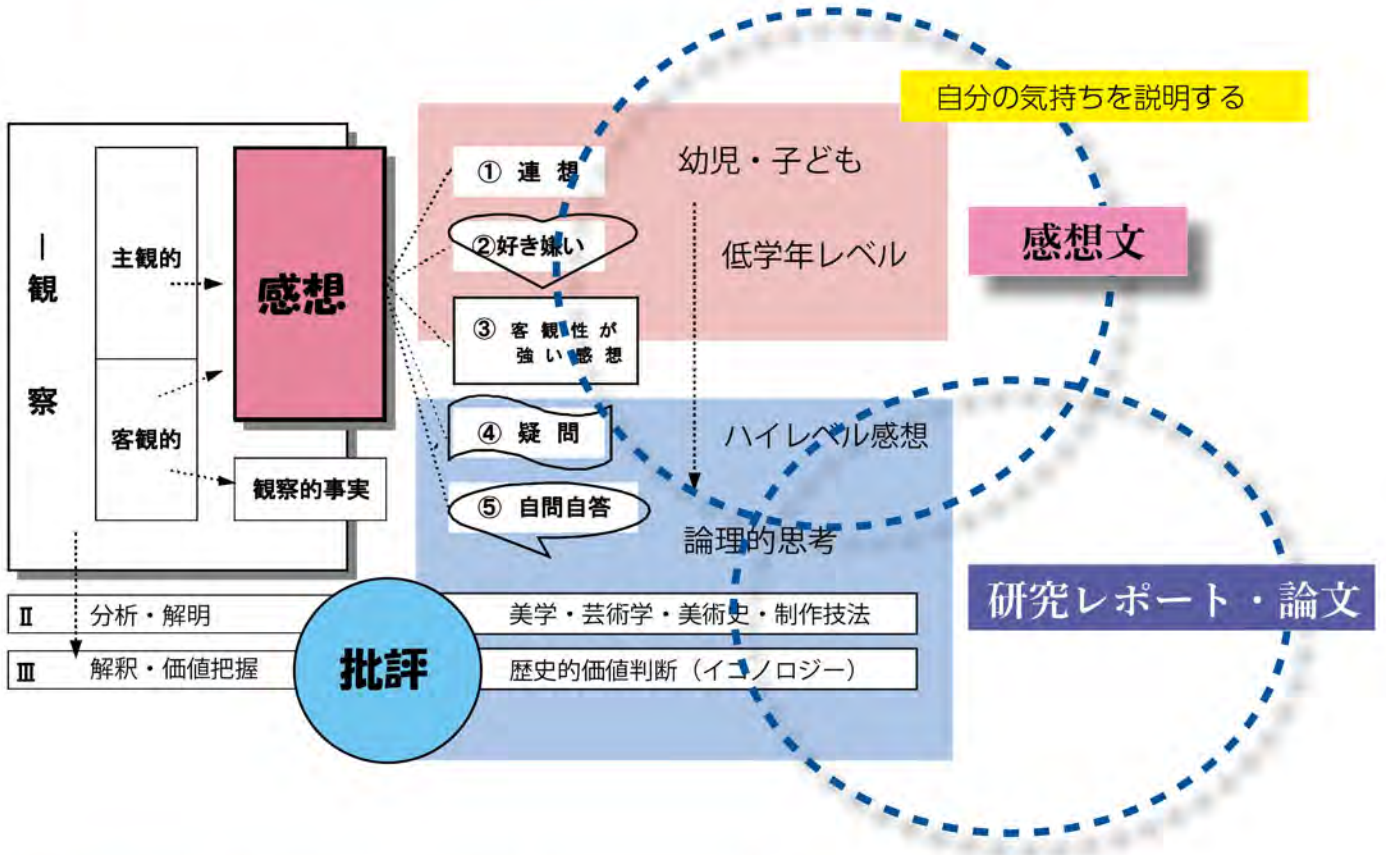 自分の気持ちを説明する
一観察
主観的
客観的
感想
観察的事実
① 連想
②好き嫌い
③ 客観性が
強い感想
④ 疑問
⑤ 自問自答
幼児・子ども
低学年レベル
ハイレベル感想
論理的思考
感想文
研究レポート・論文
Ⅱ 分析・解明
美学・芸術学・美術史・制作技法
Ⅲ 解釈・価値把握
歴史的価値判断(イコノロジー)
批評